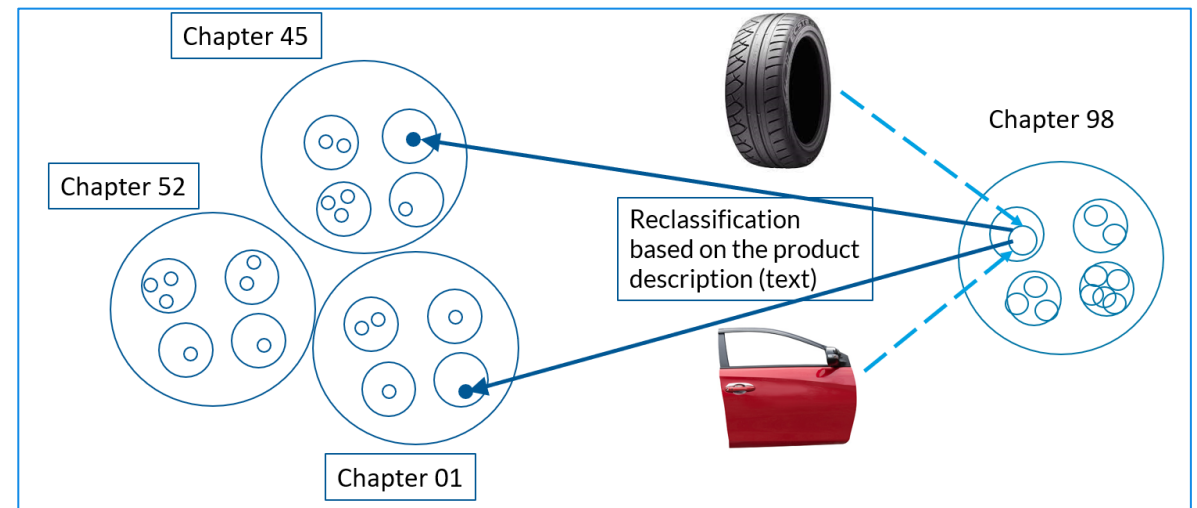 Chapter 45
Chapter 98
Chapter 52
Reclassification
based on the product
description (text)
Chapter 01